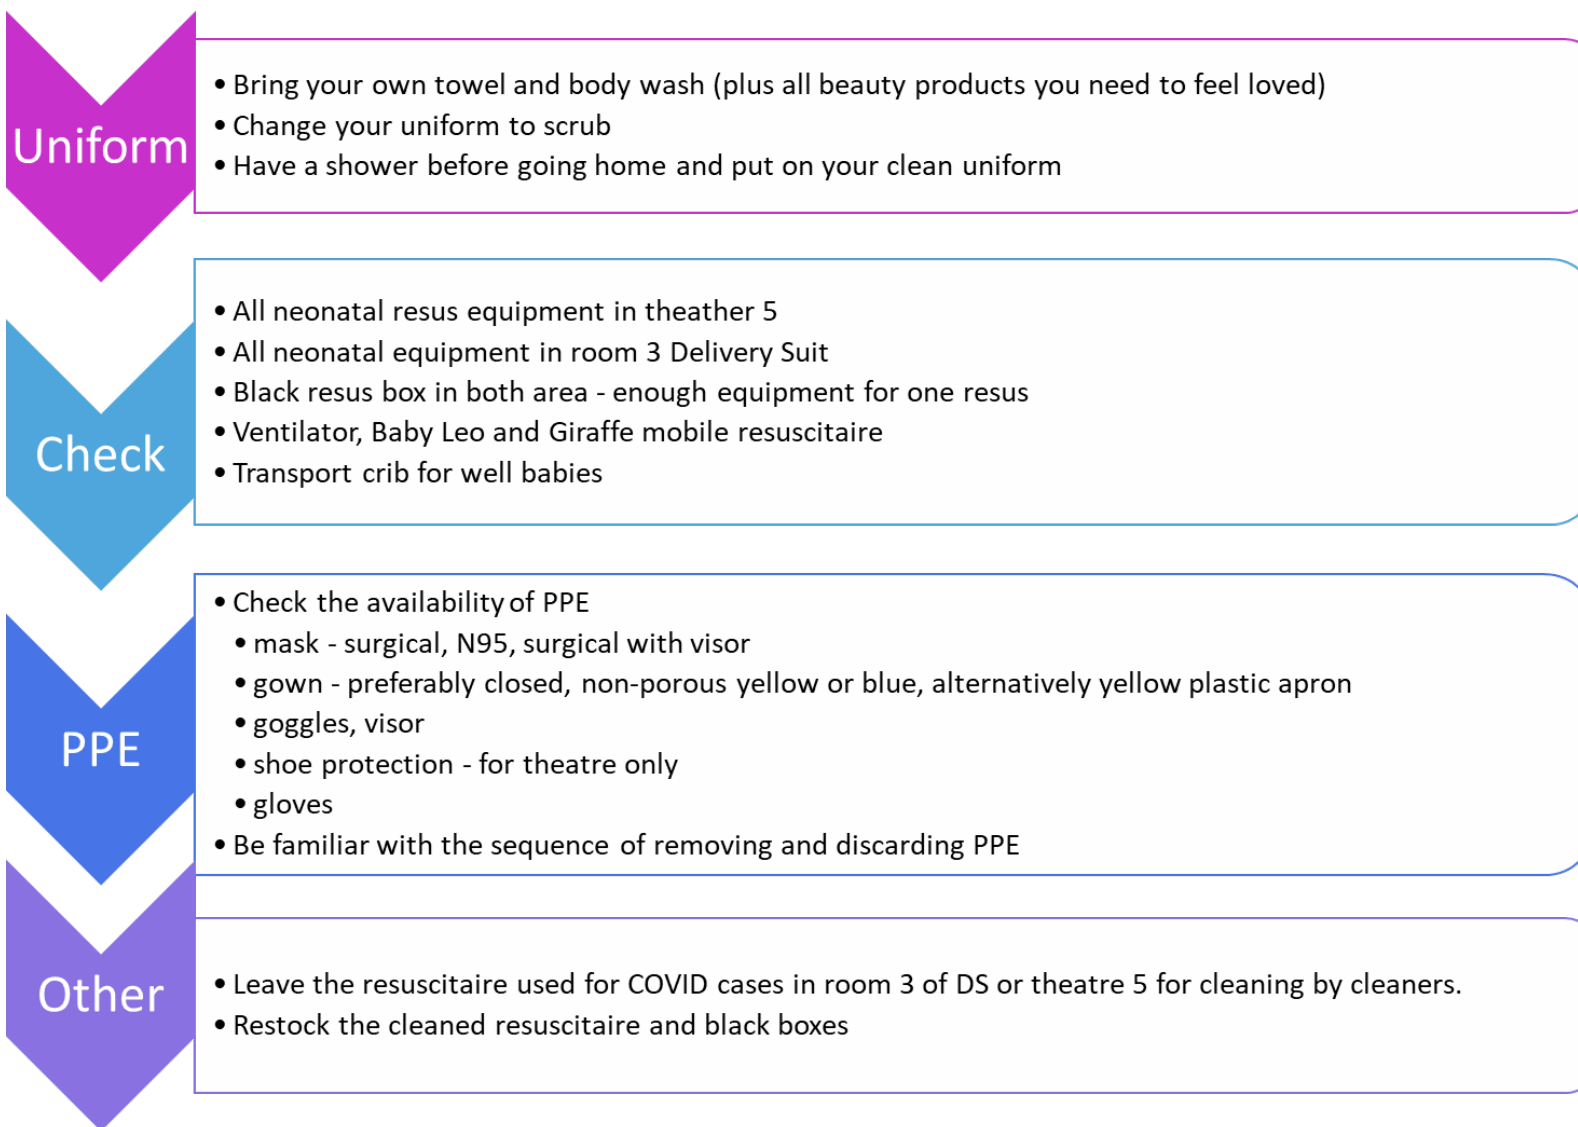 Uniform
• Bring your own towel and body wash (plus all beauty products you need to feel loved)
• Change your uniform to scrub
• Have a shower before going home and put on your clean uniform
Check
• All neonatal resus equipment in theather 5
• All neonatal equipment in room 3 Delivery Suit
• Black resus box in both area - enough equipment for one resus
• Ventilator, Baby Leo and Giraffe mobile resuscitaire
• Transport crib for well babies
PPE
• Check the availability of PPE
• mask - surgical, N95, surgical with visor
• gown - preferably closed, non-porous yellow or blue, alternatively yellow plastic apron
• goggles, visor
• shoe protection - for theatre only
• gloves
• Be familiar with the sequence of removing and discarding PPE
Other
• Leave the resuscitaire used for COVID cases in room 3 of DS or theatre 5 for cleaning by cleaners.
• Restock the cleaned resuscitaire and black boxes